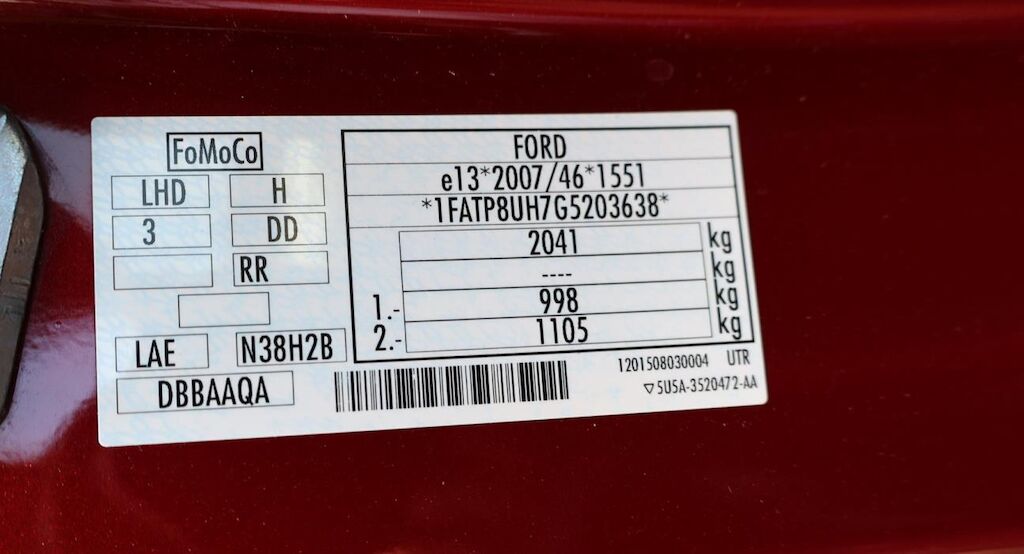 FoMoCo
LHD H
3 DD
RR
LAE N38H2B
DBBAAQA
FORD
e13*2007/46*1551
*1FATP8UH7G5203638*
2041 kg
---- kg
1.- 998 kg
2.- 1105 kg
1201508030004 UTR
▽5U5A-3520472-AA